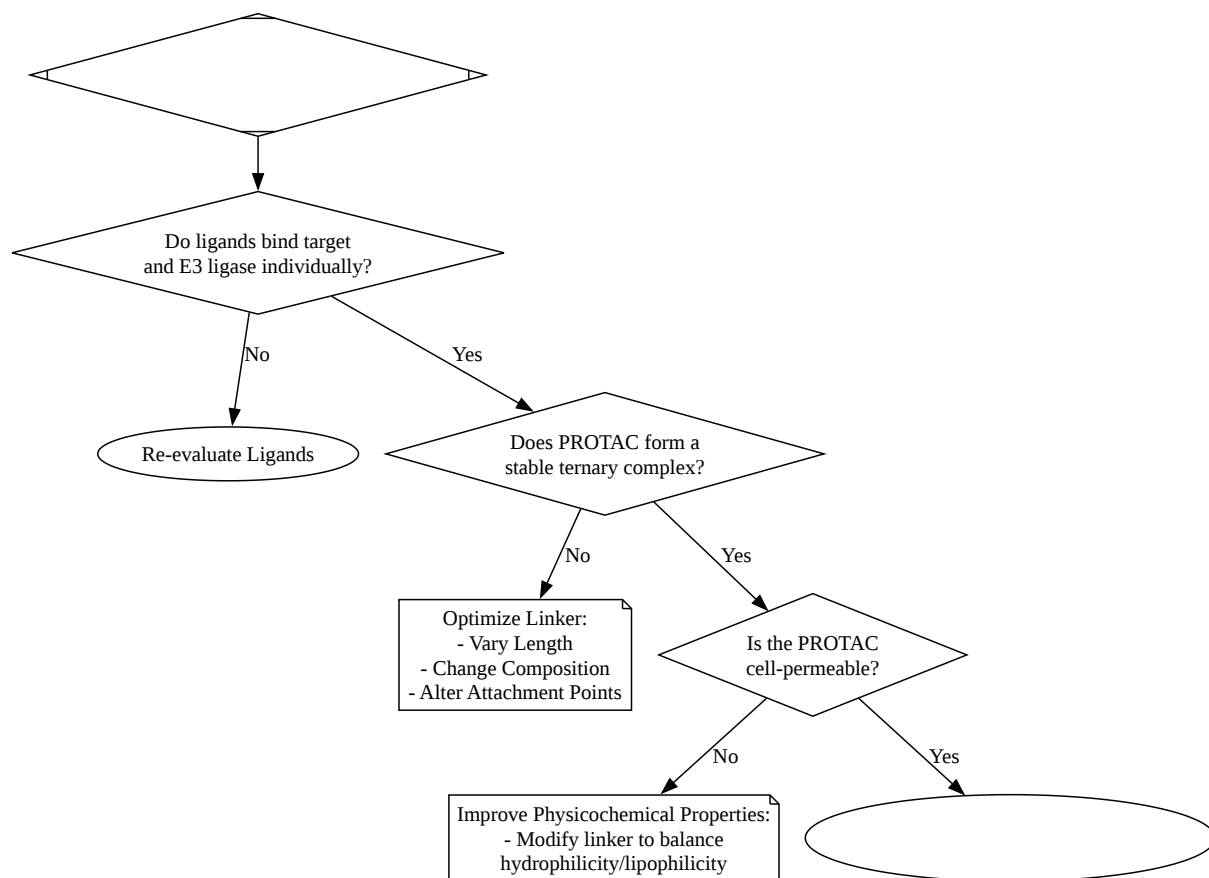 Do ligands bind target
and E3 ligase individually?
No
Yes
Re-evaluate Ligands
Does PROTAC form a
stable ternary complex?
No
Yes
Optimize Linker:
- Vary Length
- Change Composition
- Alter Attachment Points
Is the PROTAC
cell-permeable?
No
Yes
Improve Physicochemical Properties:
- Modify linker to balance
hydrophilicity/lipophilicity